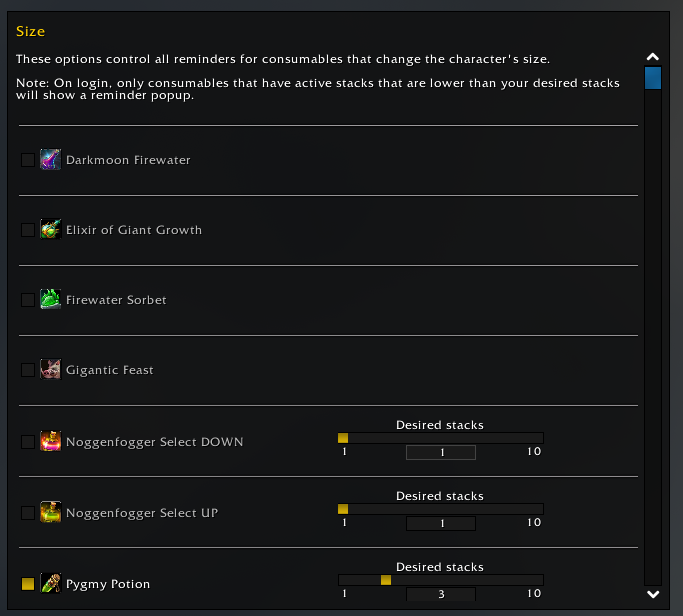 Size
These options control all reminders for consumables that change the character's size.
Note: On login, only consumables that have active stacks that are lower than your desired stacks
will show a reminder popup.
Darkmoon Firewater
Elixir of Giant Growth
Firewater Sorbet
Gigantic Feast
Noggenfogger Select DOWN
Desired stacks
1 1 10
Noggenfogger Select UP
Desired stacks
1 1 10
Pygmy Potion
Desired stacks
1 3 10